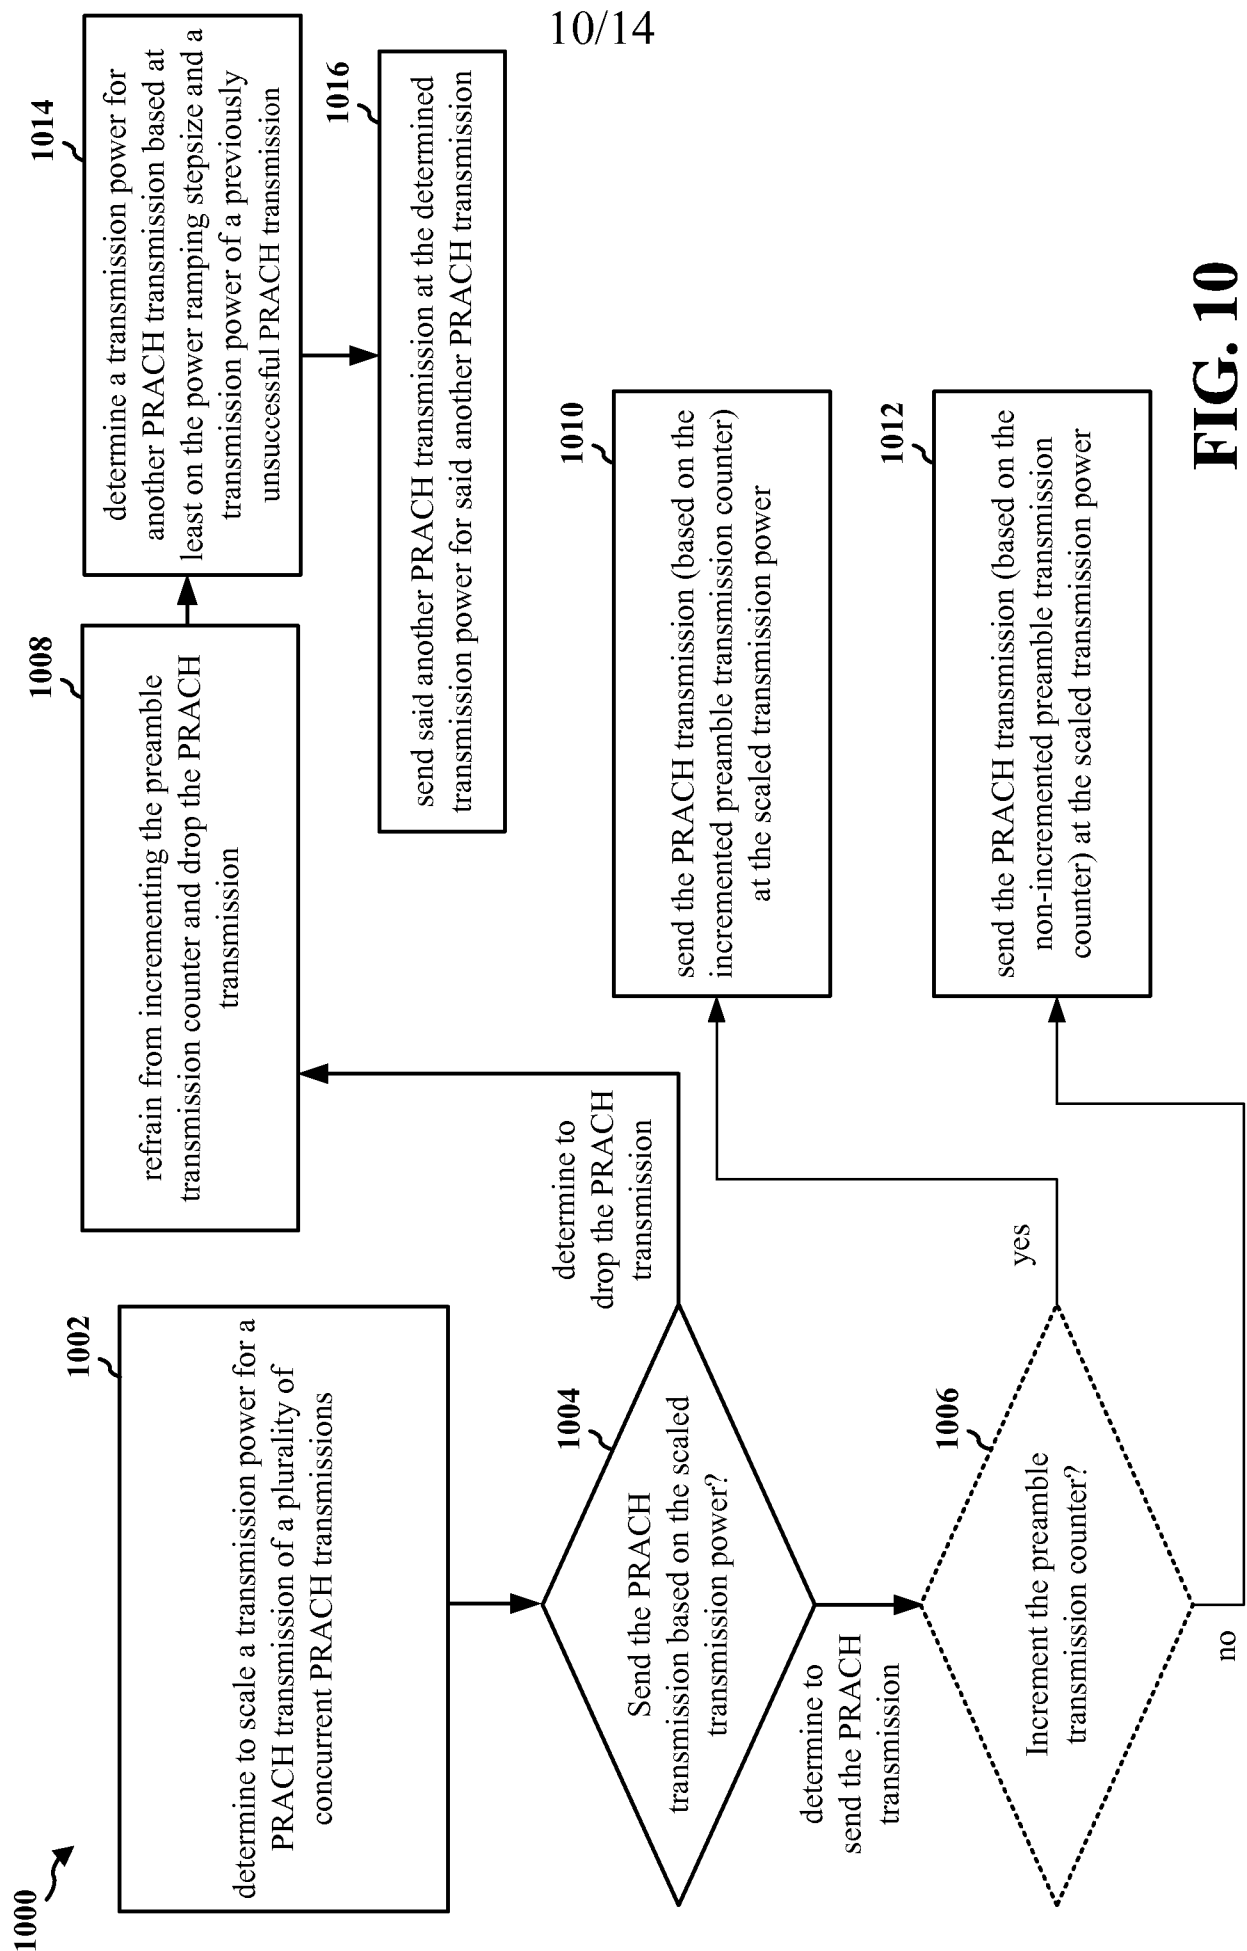 10/14
1000
1002
determine to scale a transmission power for a
PRACH transmission of a plurality of
concurrent PRACH transmissions
1004
Send the PRACH
transmission based on the scaled
transmission power?
determine to
drop the PRACH
transmission
determine to
send the PRACH
transmission
1006
Increment the preamble
transmission counter?
yes
no
1008
refrain from incrementing the preamble
transmission counter and drop the PRACH
transmission
1014
determine a transmission power for
another PRACH transmission based at
least on the power ramping stepsize and a
transmission power of a previously
unsuccessful PRACH transmission
1016
send said another PRACH transmission at the determined
transmission power for said another PRACH transmission
1010
send the PRACH transmission (based on the
incremented preamble transmission counter)
at the scaled transmission power
1012
send the PRACH transmission (based on the
non-incremented preamble transmission
counter) at the scaled transmission power
FIG. 10